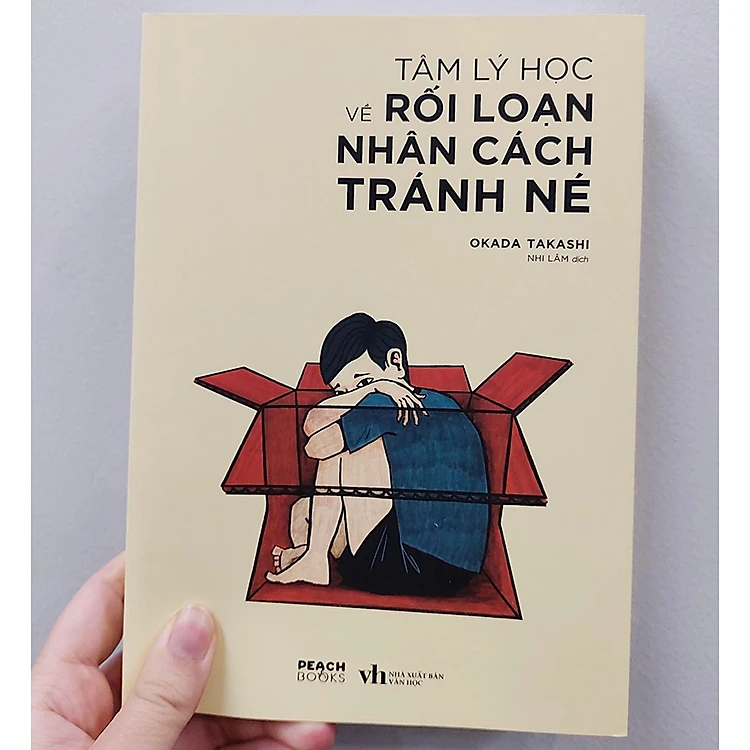 TÂM LÝ HỌC
VỀ RỐI LOẠN
NHÂN CÁCH
TRÁNH NÉ
OKADA TAKASHI
NHI LÂM dịch
PEACH
BOOKS
vh NHÀ XUẤT BẢN
VĂN HỌC